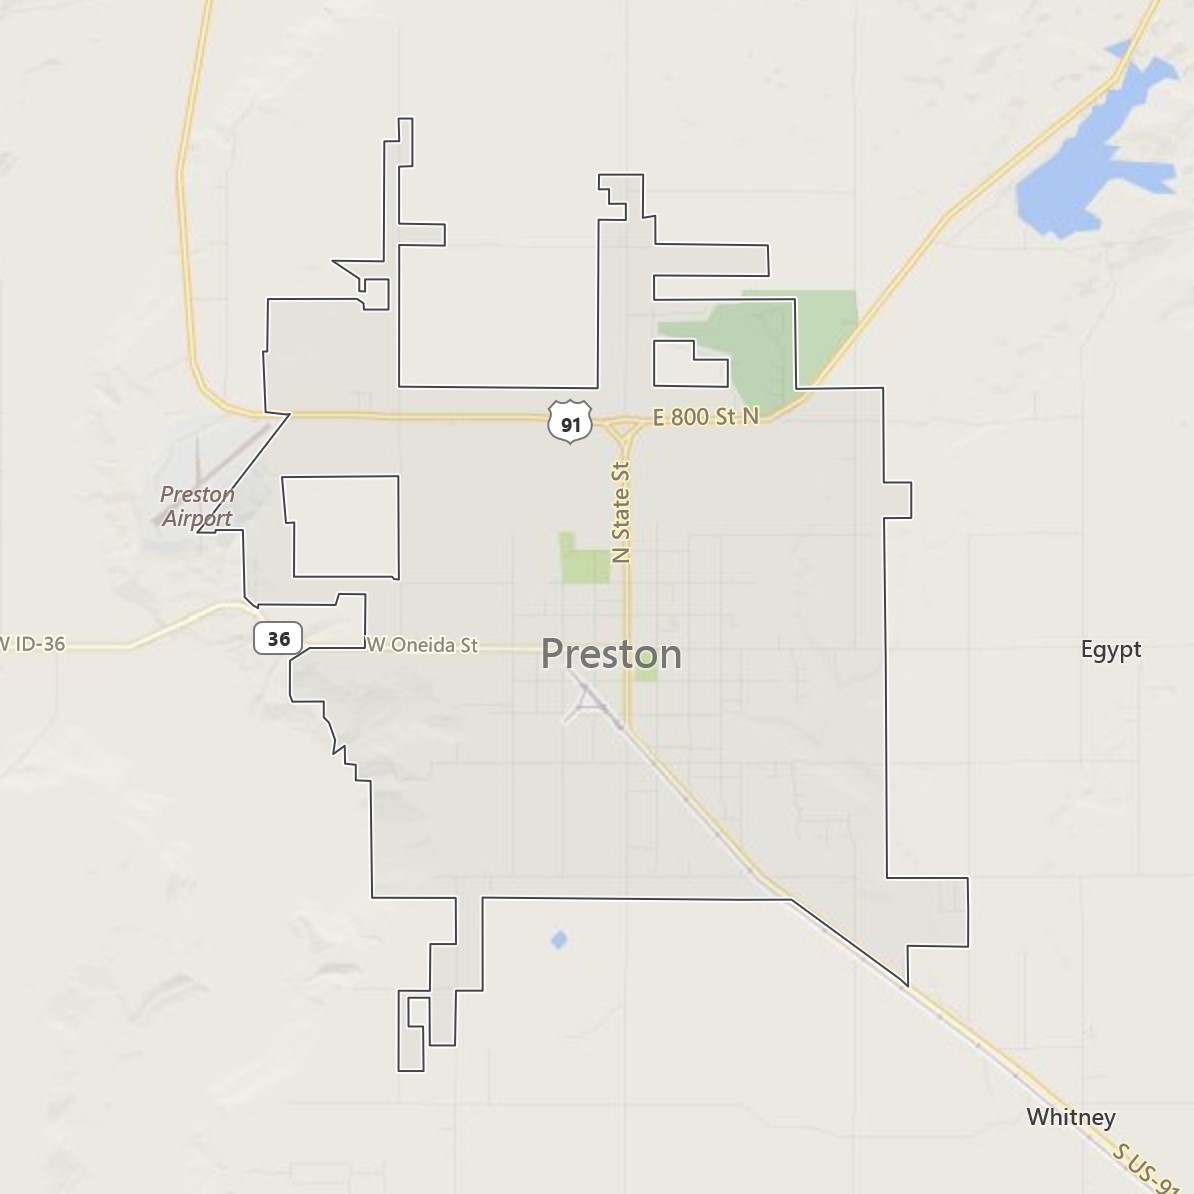 91
E 800 St N
Preston
Airport
N State St
W ID-36
36
W Oneida St
Preston
Egypt
Whitney
S US-91